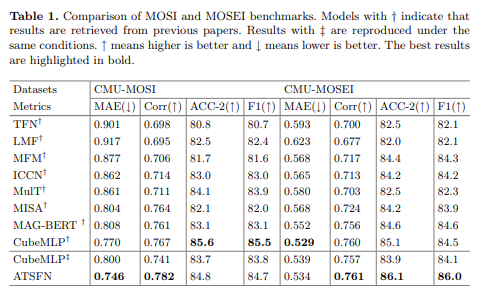 Table 1. Comparison of MOSI and MOSEI benchmarks. Models with † indicate that
results are retrieved from previous papers. Results with ‡ are reproduced under the
same conditions. ↑ means higher is better and ↓ means lower is better. The best results
are highlighted in bold.
Datasets CMU-MOSI CMU-MOSEI
Metrics MAE(↓) Corr(↑) ACC-2(↑) F1(↑) MAE(↓) Corr(↑) ACC-2(↑) F1(↑)
TFN† 0.901 0.698 80.8 80.7 0.593 0.700 82.5 82.1
LMF† 0.917 0.695 82.5 82.4 0.623 0.677 82.0 82.1
MFM† 0.877 0.706 81.7 81.6 0.568 0.717 84.4 84.3
ICCN† 0.862 0.714 83.0 83.0 0.565 0.713 84.2 84.2
MulT† 0.861 0.711 84.1 83.9 0.580 0.703 82.5 82.3
MISA† 0.804 0.764 82.1 82.0 0.568 0.724 84.2 83.9
MAG-BERT † 0.808 0.761 83.1 83.1 0.552 0.756 84.6 84.6
CubeMLP† 0.770 0.767 85.6 85.5 0.529 0.760 85.1 84.5
CubeMLP‡ 0.800 0.741 83.7 83.8 0.539 0.757 83.9 84.1
ATSFN 0.746 0.782 84.8 84.7 0.534 0.761 86.1 86.0